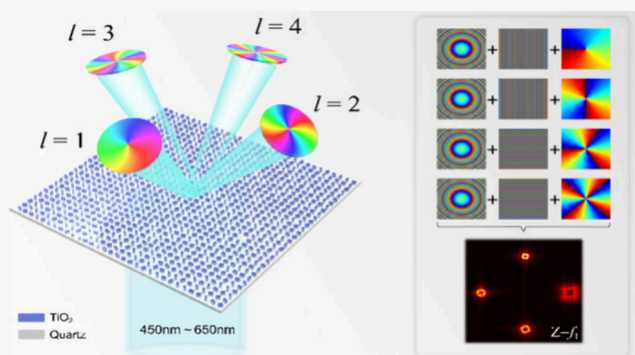 l = 3
l = 4
l = 1
l = 2
TiO₂
Quartz
450nm ~ 650nm
+ +
+ +
+ +
+ +
Z=f₁